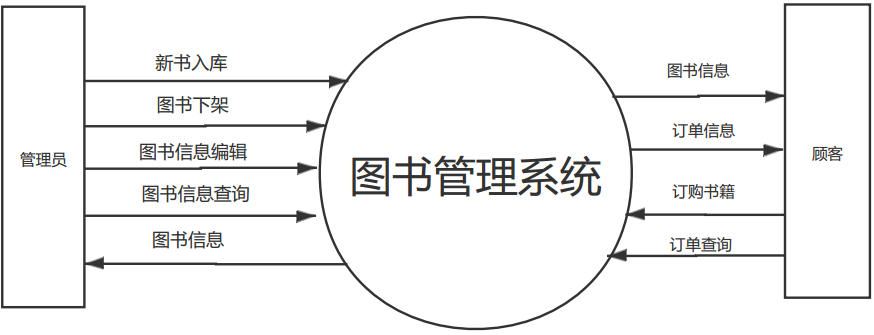 新书入库
图书下架
图书信息编辑
管理员
图书信息查询
图书信息
图书管理系统
图书信息
订单信息
顾客
订购书籍
订单查询